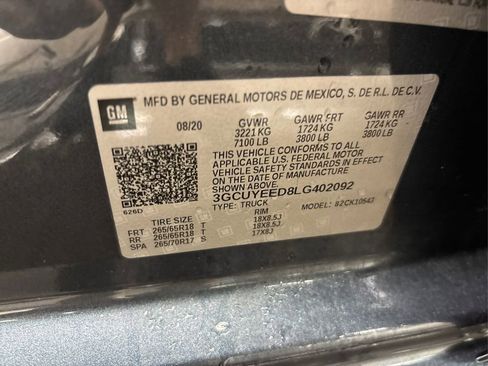 GM
MFD BY GENERAL MOTORS DE MEXICO, S. DE R.L. DE C.V.
08/20 GVWR GAWR FRT GAWR RR
3221 KG 1724 KG 1724 KG
7100 LB 3800 LB 3800 LB
THIS VEHICLE CONFORMS TO ALL
APPLICABLE U.S. FEDERAL MOTOR
VEHICLE SAFETY STANDARDS IN EFFECT
ON THE DATE OF MANUFACTURE SHOWN ABOVE.
3GCUYEED8LG402092
626D TYPE: TRUCK MODEL: 82CK10543
TIRE SIZE RIM
FRT 265/65R18 T 18X8.5J
RR 265/65R18 T 18X8.5J
SPA 265/70R17 S 17X8J